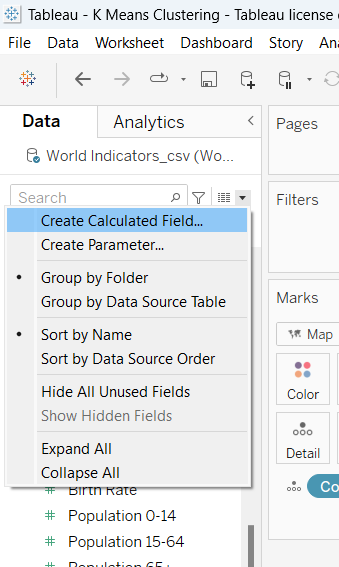 Tableau - K Means Clustering - Tableau license
File Data Worksheet Dashboard Story
Data
Analytics
World Indicators_csv (Wo...
Search
Create Calculated Field...
Create Parameter...
Group by Folder
Group by Data Source Table
Sort by Name
Sort by Data Source Order
Hide All Unused Fields
Show Hidden Fields
Expand All
Collapse All
Birth Rate
Population 0-14
Population 15-64
Population 65+
Pages
Filters
Marks
Map
Color
Detail
Co